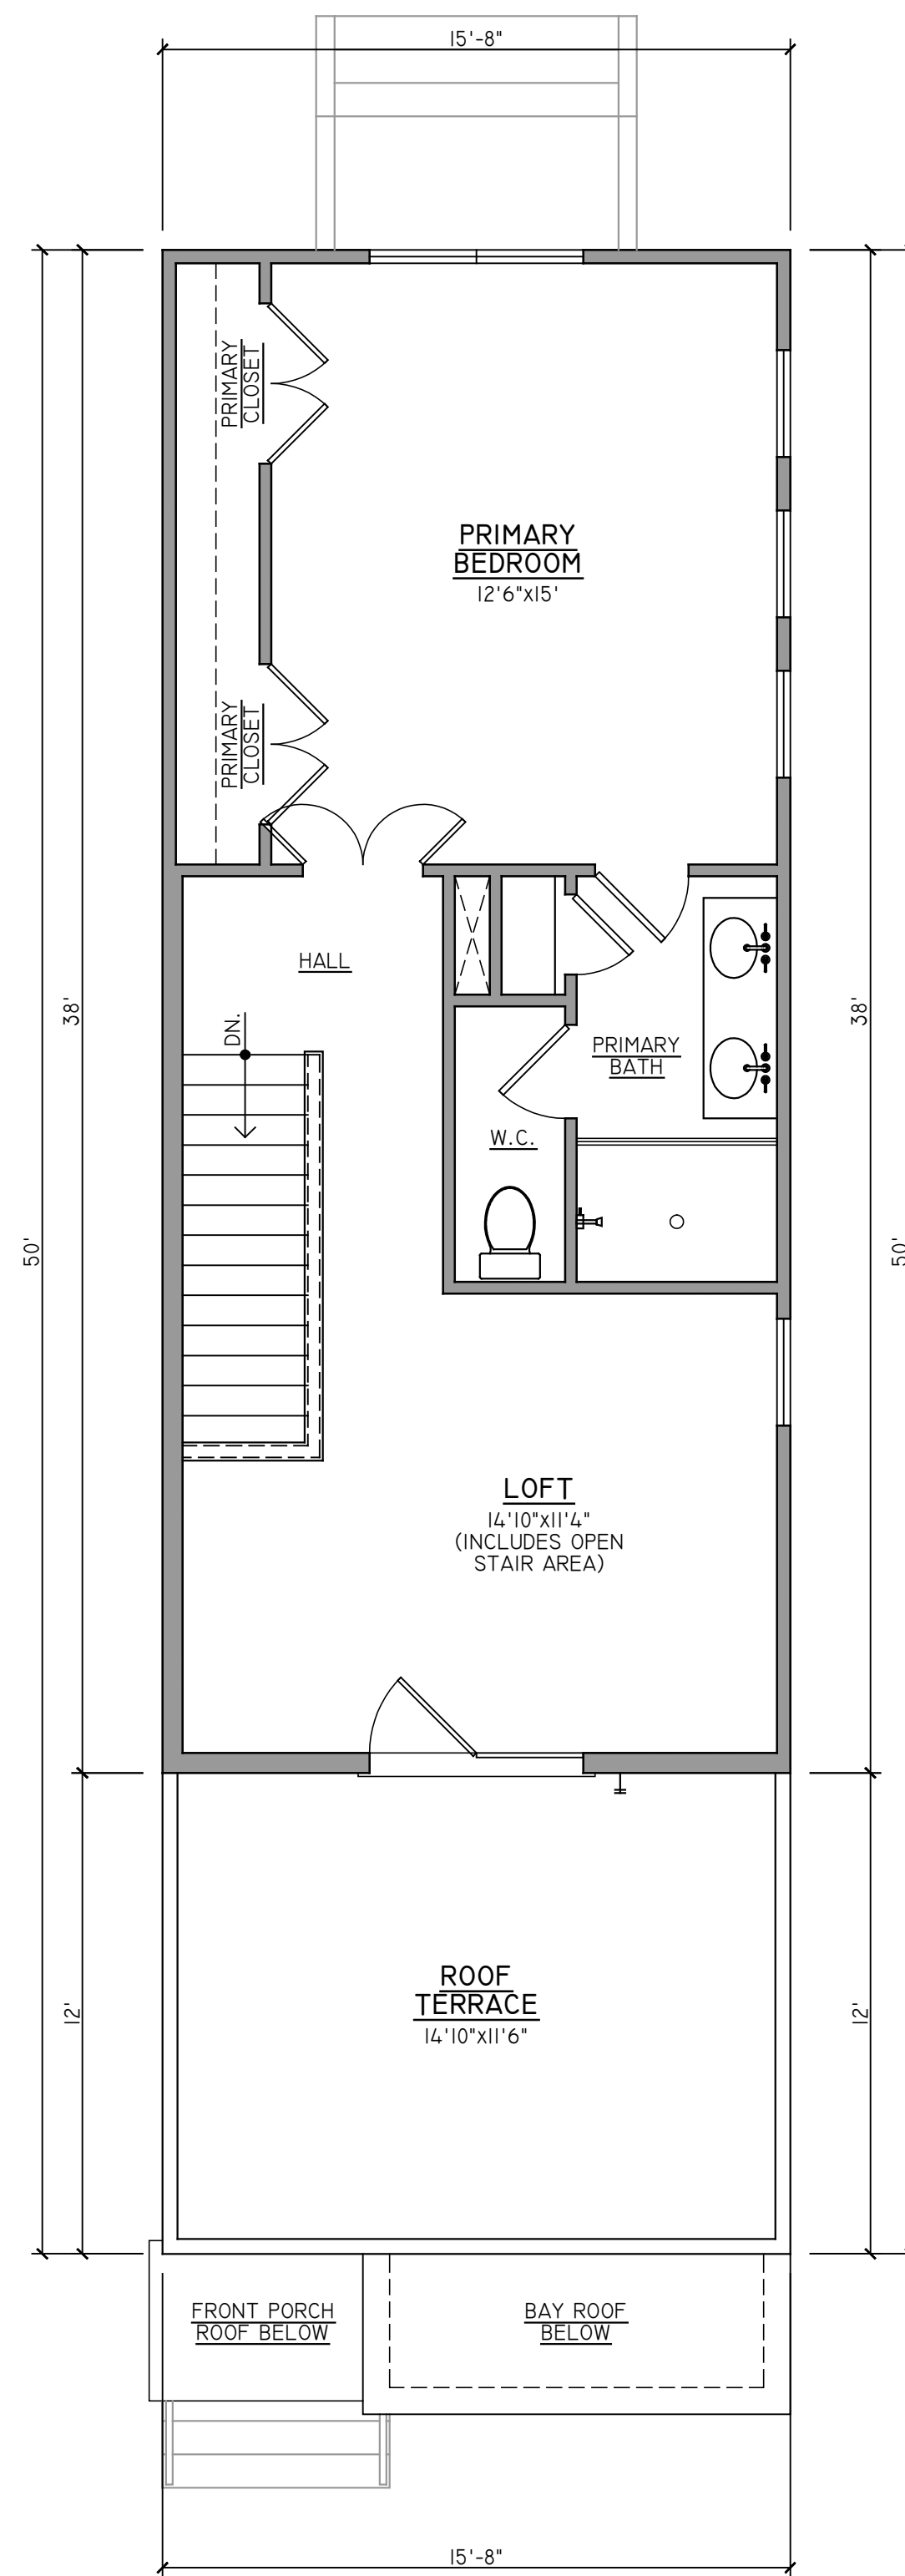 15'-8"
PRIMARY
CLOSET
PRIMARY
BEDROOM
12'6"x15'
PRIMARY
CLOSET
HALL
38'
38'
DN.
PRIMARY
BATH
W.C.
50'
50'
LOFT
14'10"x11'4"
(INCLUDES OPEN
STAIR AREA)
ROOF
TERRACE
14'10"x11'6"
12'
12'
FRONT PORCH
ROOF BELOW
BAY ROOF
BELOW
15'-8"